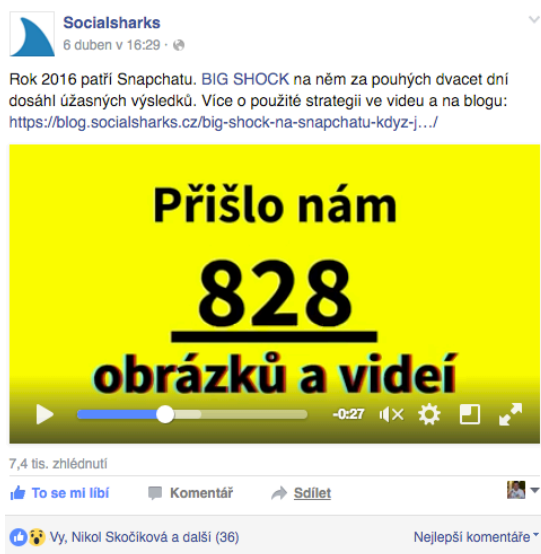 Socialsharks
6 duben v 16:29 ·
Rok 2016 patří Snapchatu. BIG SHOCK na něm za pouhých dvacet dní
dosáhl úžasných výsledků. Více o použité strategii ve videu a na blogu:
https://blog.socialsharks.cz/big-shock-na-snapchatu-kdyz-j…/
Přišlo nám
828
obrázků a videí
-0:27
7,4 tis. zhlédnutí
To se mi líbí Komentář Sdílet
Vy, Nikol Skočíková a další (36) Nejlepší komentáře